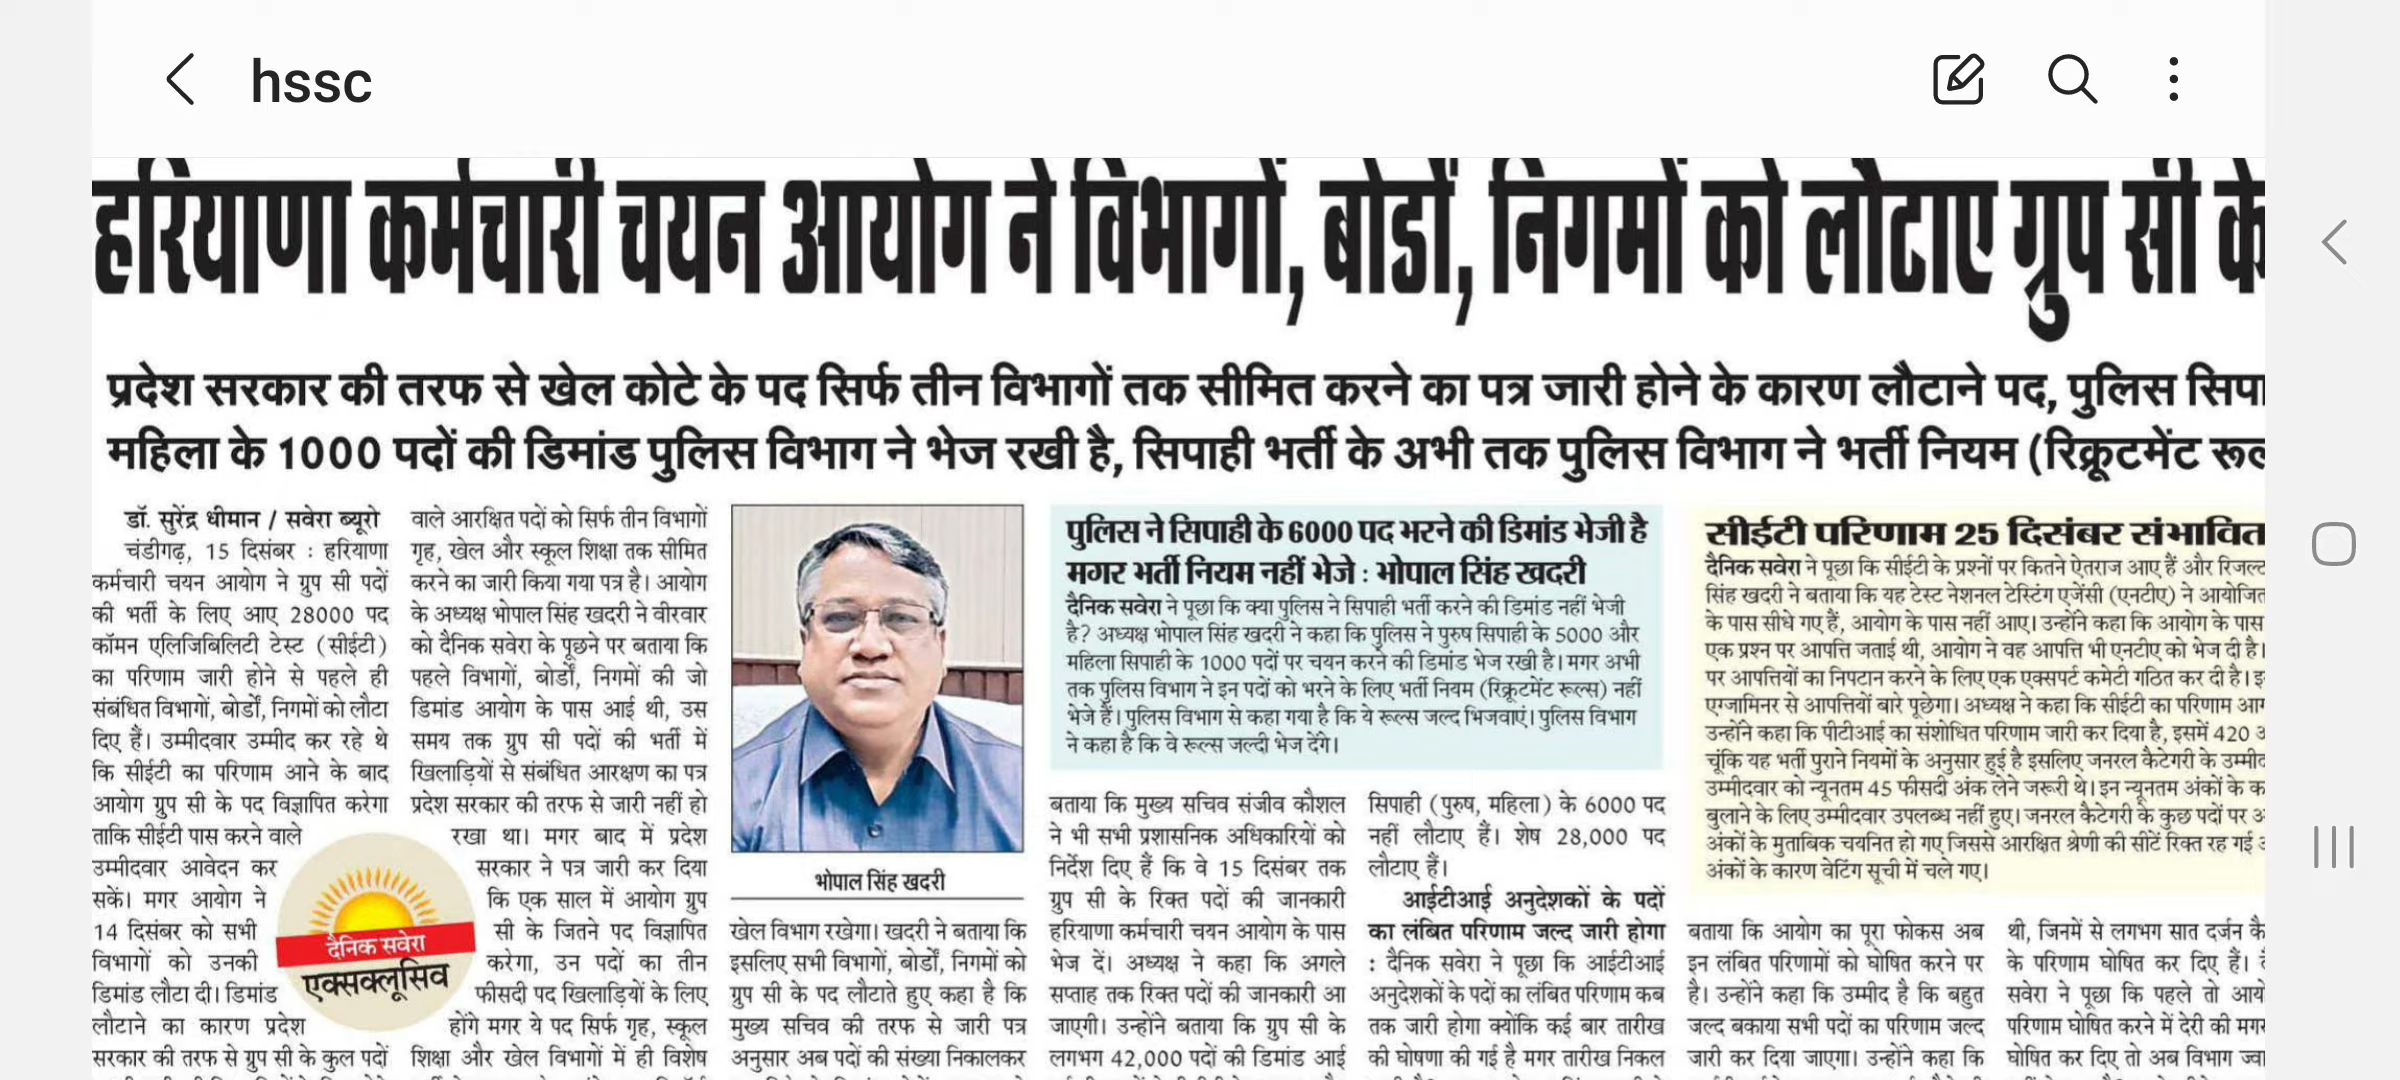 hssc
हरियाणा कर्मचारी चयन आयोग ने विभागों, बोर्डों, निगमों को लौटाए ग्रुप सी के
प्रदेश सरकार की तरफ से खेल कोटे के पद सिर्फ तीन विभागों तक सीमित करने का पत्र जारी होने के कारण लौटाने पद, पुलिस सिपा
महिला के 1000 पदों की डिमांड पुलिस विभाग ने भेज रखी है, सिपाही भर्ती के अभी तक पुलिस विभाग ने भर्ती नियम (रिक्रूटमेंट रूल
डॉ. सुरेंद्र धीमान / सवेरा ब्यूरो
चंडीगढ़, 15 दिसंबर : हरियाणा
कर्मचारी चयन आयोग ने ग्रुप सी पदों
की भर्ती के लिए आए 28000 पद
कॉमन एलिजिबिलिटी टेस्ट (सीईटी)
का परिणाम जारी होने से पहले ही
संबंधित विभागों, बोर्डों, निगमों को लौटा
दिए हैं। उम्मीदवार उम्मीद कर रहे थे
कि सीईटी का परिणाम आने के बाद
आयोग ग्रुप सी के पद विज्ञापित करेगा
ताकि सीईटी पास करने वाले
उम्मीदवार आवेदन कर
सकें। मगर आयोग ने
14 दिसंबर को सभी
विभागों को उनकी
डिमांड लौटा दी। डिमांड
लौटाने का कारण प्रदेश
सरकार की तरफ से ग्रुप सी के कुल पदों
दैनिक सवेरा
एक्सक्लूसिव
वाले आरक्षित पदों को सिर्फ तीन विभागों
गृह, खेल और स्कूल शिक्षा तक सीमित
करने का जारी किया गया पत्र है। आयोग
के अध्यक्ष भोपाल सिंह खदरी ने वीरवार
को दैनिक सवेरा के पूछने पर बताया कि
पहले विभागों, बोर्डों, निगमों की जो
डिमांड आयोग के पास आई थी, उस
समय तक ग्रुप सी पदों की भर्ती में
खिलाड़ियों से संबंधित आरक्षण का पत्र
प्रदेश सरकार की तरफ से जारी नहीं हो
रखा था। मगर बाद में प्रदेश
सरकार ने पत्र जारी कर दिया
कि एक साल में आयोग ग्रुप
सी के जितने पद विज्ञापित
करेगा, उन पदों का तीन
फीसदी पद खिलाड़ियों के लिए
होंगे मगर ये पद सिर्फ गृह, स्कूल
शिक्षा और खेल विभागों में ही विशेष
भोपाल सिंह खदरी
खेल विभाग रखेगा। खदरी ने बताया कि
इसलिए सभी विभागों, बोर्डों, निगमों को
ग्रुप सी के पद लौटाते हुए कहा है कि
मुख्य सचिव की तरफ से जारी पत्र
अनुसार अब पदों की संख्या निकालकर
पुलिस ने सिपाही के 6000 पद भरने की डिमांड भेजी है
मगर भर्ती नियम नहीं भेजे : भोपाल सिंह खदरी
दैनिक सवेरा ने पूछा कि क्या पुलिस ने सिपाही भर्ती करने की डिमांड नहीं भेजी
है? अध्यक्ष भोपाल सिंह खदरी ने कहा कि पुलिस ने पुरुष सिपाही के 5000 और
महिला सिपाही के 1000 पदों पर चयन करने की डिमांड भेज रखी है। मगर अभी
तक पुलिस विभाग ने इन पदों को भरने के लिए भर्ती नियम (रिक्रूटमेंट रूल्स) नहीं
भेजे हैं। पुलिस विभाग से कहा गया है कि ये रूल्स जल्द भिजवाएं। पुलिस विभाग
ने कहा है कि वे रूल्स जल्दी भेज देंगे।
बताया कि मुख्य सचिव संजीव कौशल
ने भी सभी प्रशासनिक अधिकारियों को
निर्देश दिए हैं कि वे 15 दिसंबर तक
ग्रुप सी के रिक्त पदों की जानकारी
हरियाणा कर्मचारी चयन आयोग के पास
भेज दें। अध्यक्ष ने कहा कि अगले
सप्ताह तक रिक्त पदों की जानकारी आ
जाएगी। उन्होंने बताया कि ग्रुप सी के
लगभग 42,000 पदों की डिमांड आई
सिपाही (पुरुष, महिला) के 6000 पद
नहीं लौटाए हैं। शेष 28,000 पद
लौटाए हैं।
आईटीआई अनुदेशकों के पदों
का लंबित परिणाम जल्द जारी होगा
: दैनिक सवेरा ने पूछा कि आईटीआई
अनुदेशकों के पदों का लंबित परिणाम कब
तक जारी होगा क्योंकि कई बार तारीख
की घोषणा की गई है मगर तारीख निकल
सीईटी परिणाम 25 दिसंबर संभावित
दैनिक सवेरा ने पूछा कि सीईटी के प्रश्नों पर कितने ऐतराज आए हैं और रिजल्ट
सिंह खदरी ने बताया कि यह टेस्ट नेशनल टेस्टिंग एजेंसी (एनटीए) ने आयोजित
के पास सीधे गए हैं, आयोग के पास नहीं आए। उन्होंने कहा कि आयोग के पास
एक प्रश्न पर आपत्ति जताई थी, आयोग ने वह आपत्ति भी एनटीए को भेज दी है।
पर आपत्तियों का निपटान करने के लिए एक एक्सपर्ट कमेटी गठित कर दी है।
एग्जामिनर से आपत्तियों बारे पूछेगा। अध्यक्ष ने कहा कि सीईटी का परिणाम
उन्होंने कहा कि पीटीआई का संशोधित परिणाम जारी कर दिया है, इसमें 420
चूंकि यह भर्ती पुराने नियमों के अनुसार हुई है इसलिए जनरल कैटेगरी के उम्मीद
उम्मीदवार को न्यूनतम 45 फीसदी अंक लेने जरूरी थे। इन न्यूनतम अंकों के क
बुलाने के लिए उम्मीदवार उपलब्ध नहीं हुए। जनरल कैटेगरी के कुछ पदों पर
अंकों के मुताबिक चयनित हो गए जिससे आरक्षित श्रेणी की सीटें रिक्त रह गई
अंकों के कारण वेटिंग सूची में चले गए।
बताया कि आयोग का पूरा फोकस अब
इन लंबित परिणामों को घोषित करने पर
है। उन्होंने कहा कि उम्मीद है कि बहुत
जल्द बकाया सभी पदों का परिणाम जल्द
जारी कर दिया जाएगा। उन्होंने कहा कि
थी, जिनमें से लगभग सात दर्जन कै
के परिणाम घोषित कर दिए हैं।
सवेरा ने पूछा कि पहले तो आयो
परिणाम घोषित करने में देरी की मगर
घोषित कर दिए तो अब विभाग ज्वा